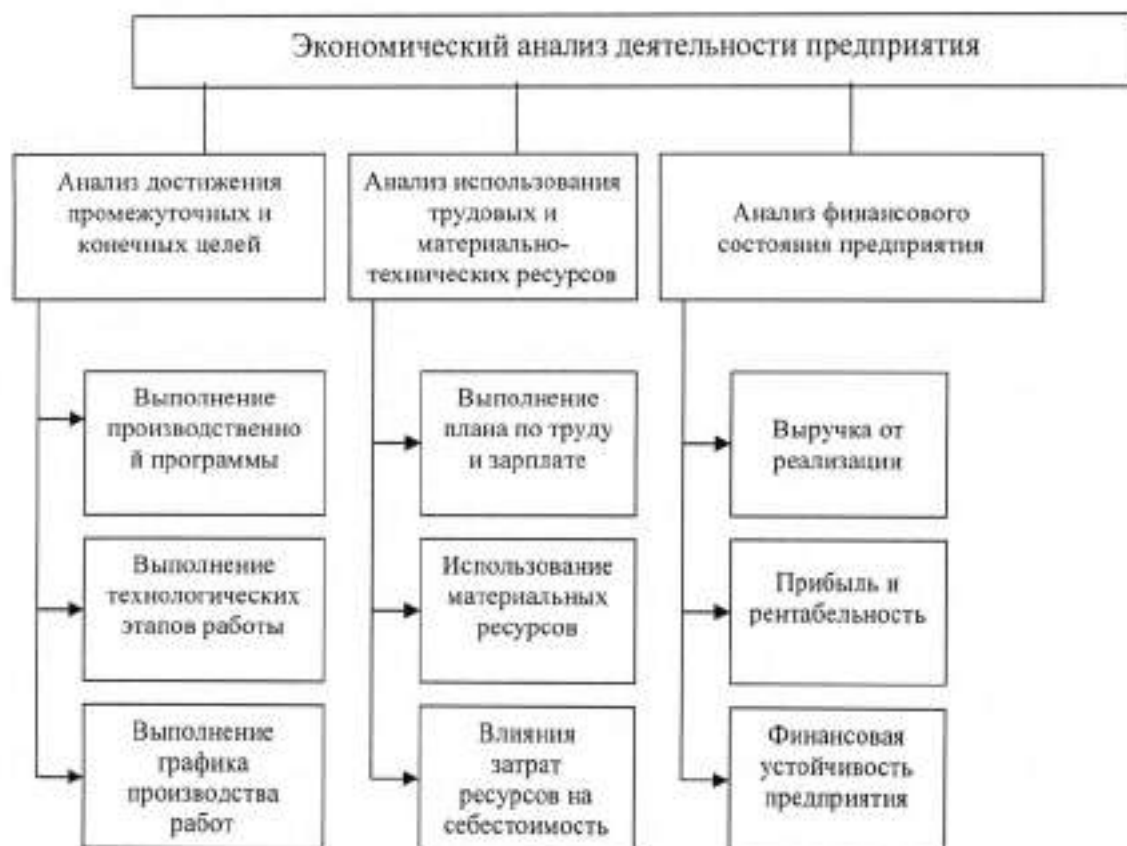 Экономический анализ деятельности предприятия
Анализ достижения
промежуточных и
конечных целей
Анализ использования
трудовых и
материально-
технических ресурсов
Анализ финансового
состояния предприятия
Выполнение
производственно
й программы
Выполнение
технологических
этапов работы
Выполнение
графика
производства
работ
Выполнение
плана по труду
и зарплате
Использование
материальных
ресурсов
Влияния
затрат
ресурсов на
себестоимость
Выручка от
реализации
Прибыль и
рентабельность
Финансовая
устойчивость
предприятия